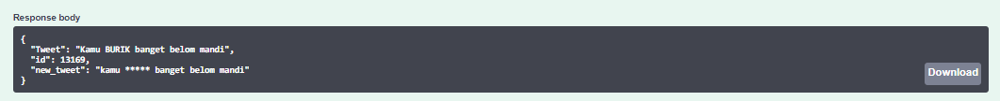 Response body
{
  "Tweet": "Kamu BURIK banget belom mandi",
  "id": 13169,
  "new_tweet": "kamu ***** banget belom mandi"
}
Download